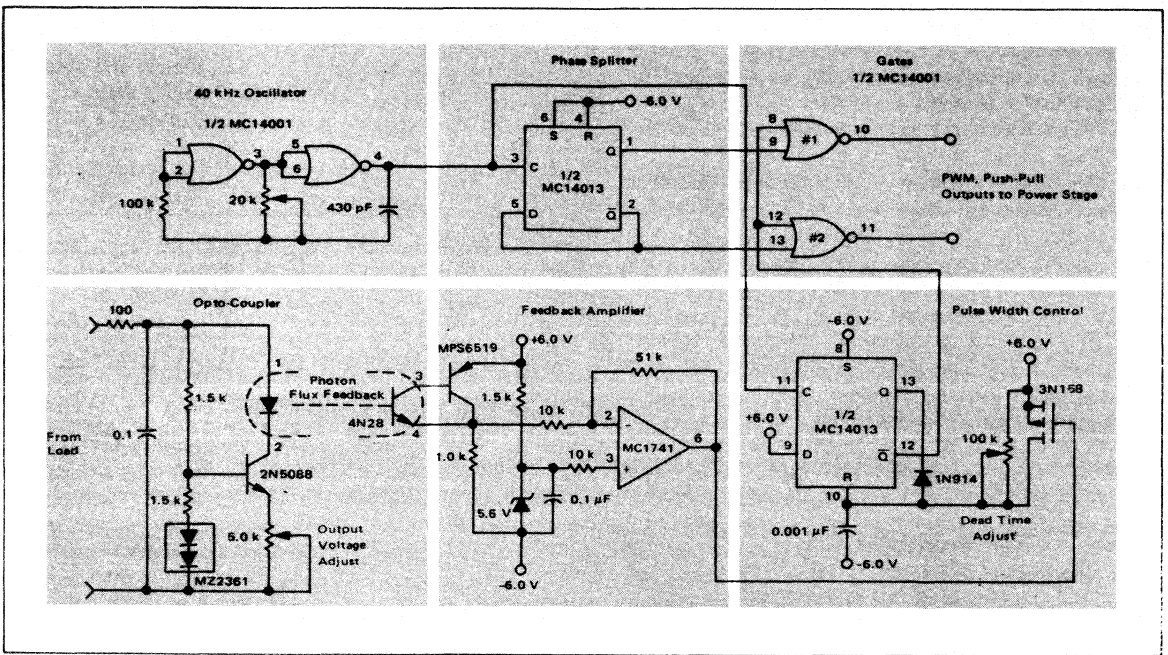 40 kHz Oscillator
1/2 MC14001
1
2
3
5
6
4
100 k
20 k
430 pF
Phase Splitter
-6.0 V
6
4
S
R
3
C
Q
1
1/2
MC14013
5
D
Q
2
Gates
1/2 MC14001
8
9
#1
10
PWM, Push-Pull
Outputs to Power Stage
12
13
#2
11
Opto-Coupler
100
1
Photon
Flux Feedback
3
1.5 k
4N28
4
From
Load
0.1
2
2N5088
1.5 k
5.0 k
Output
Voltage
Adjust
MZ2361
Feedback Amplifier
MPS6519
+6.0 V
51 k
1.5 k
10 k
2
-
MC1741
6
1.0 k
10 k
3
+
5.6 V
0.1 µF
-6.0 V
Pulse Width Control
-6.0 V
+6.0 V
8
S
11
C
Q
13
3N158
1/2
MC14013
+6.0 V
9
D
Q
12
100 k
R
10
1N914
0.001 µF
Dead Time
Adjust
-6.0 V